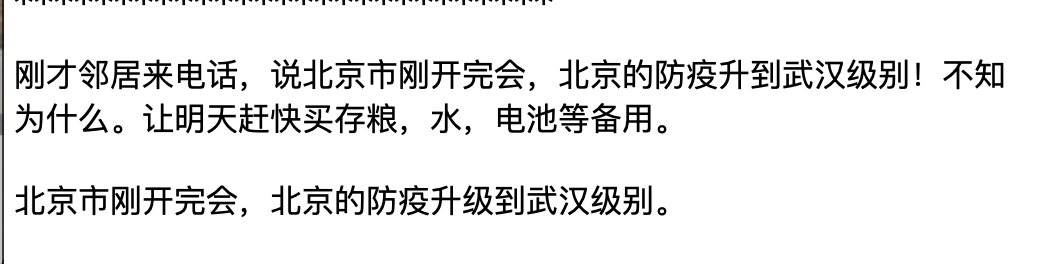 刚才邻居来电话，说北京市刚开完会，北京的防疫升到武汉级别！不知
为什么。让明天赶快买存粮，水，电池等备用。
北京市刚开完会，北京的防疫升级到武汉级别。